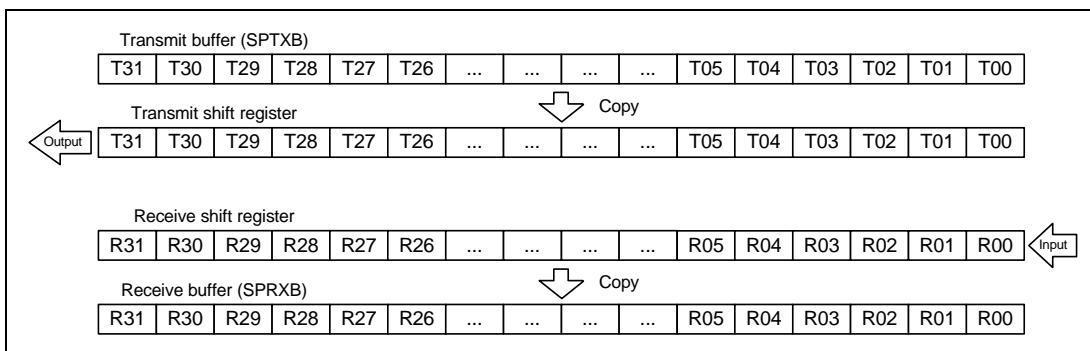 Transmit buffer (SPTXB)
T31 T30 T29 T28 T27 T26 ... ... ... ... T05 T04 T03 T02 T01 T00
Copy
Transmit shift register
Output T31 T30 T29 T28 T27 T26 ... ... ... ... T05 T04 T03 T02 T01 T00
Receive shift register
R31 R30 R29 R28 R27 R26 ... ... ... ... R05 R04 R03 R02 R01 R00 Input
Copy
Receive buffer (SPRXB)
R31 R30 R29 R28 R27 R26 ... ... ... ... R05 R04 R03 R02 R01 R00